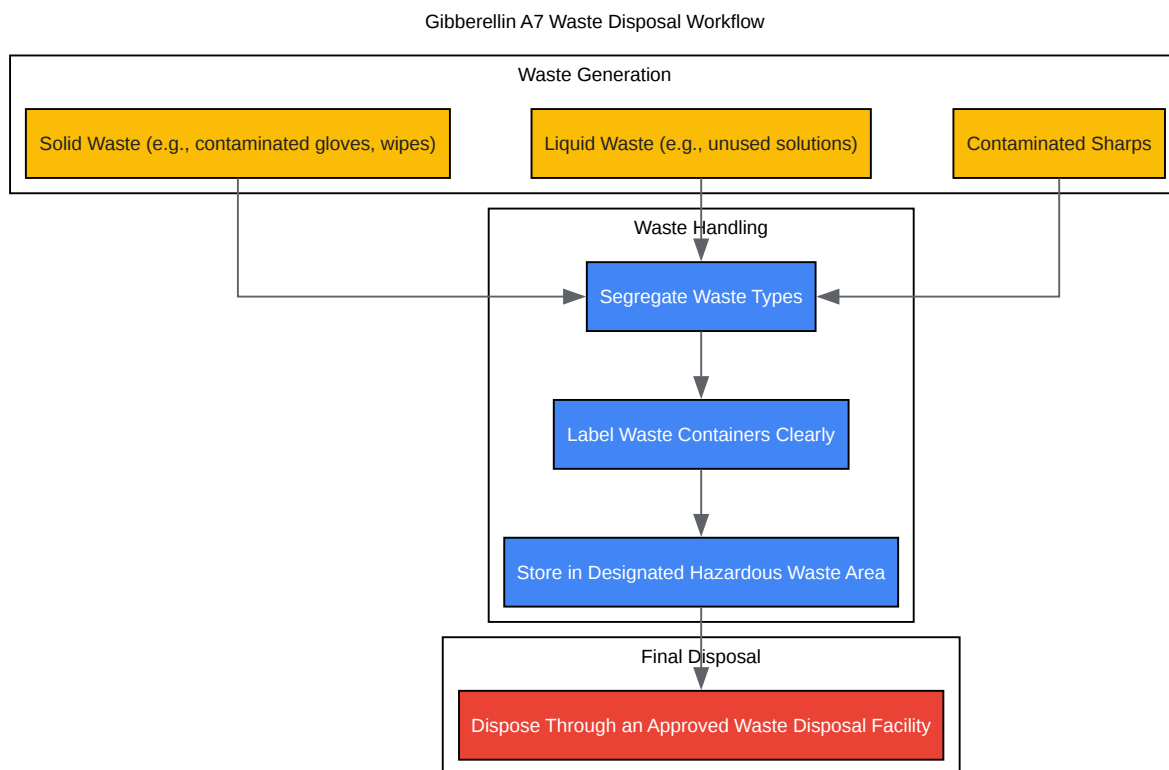 Gibberellin A7 Waste Disposal Workflow
Waste Generation
Solid Waste (e.g., contaminated gloves, wipes)
Liquid Waste (e.g., unused solutions)
Contaminated Sharps
Waste Handling
Segregate Waste Types
Label Waste Containers Clearly
Store in Designated Hazardous Waste Area
Final Disposal
Dispose Through an Approved Waste Disposal Facility